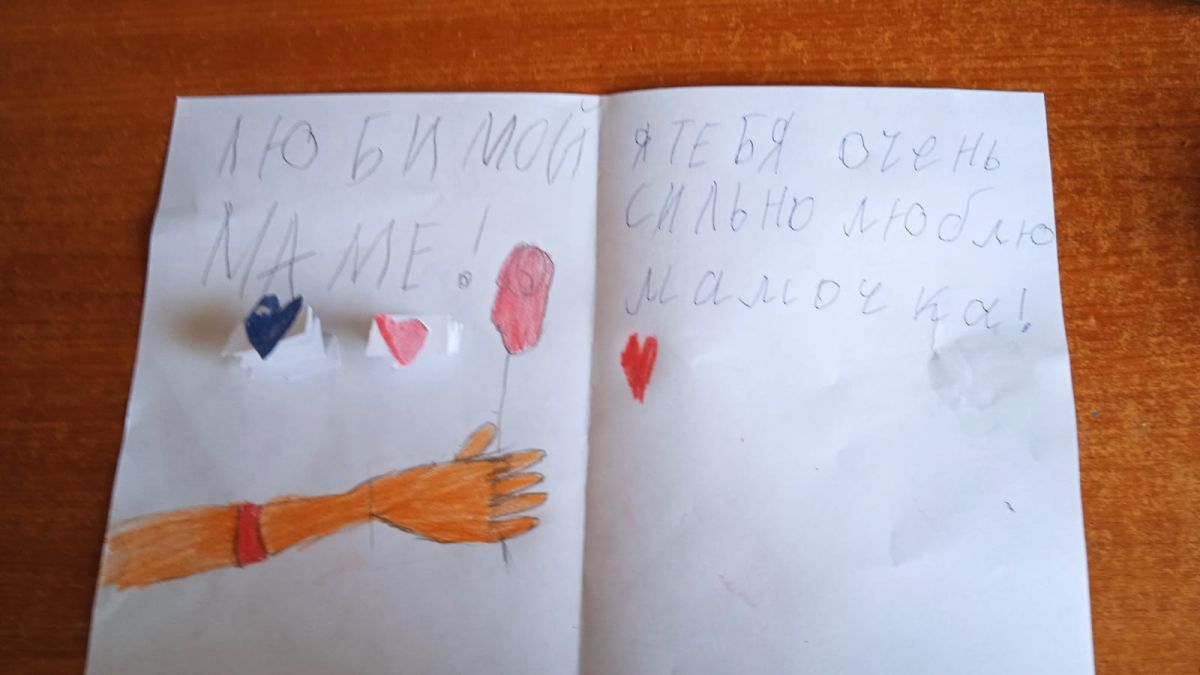 ЛЮБИМОЙ
МАМЕ!
Я ТЕБЯ очень
СИЛЬНО люблю
мамочка!